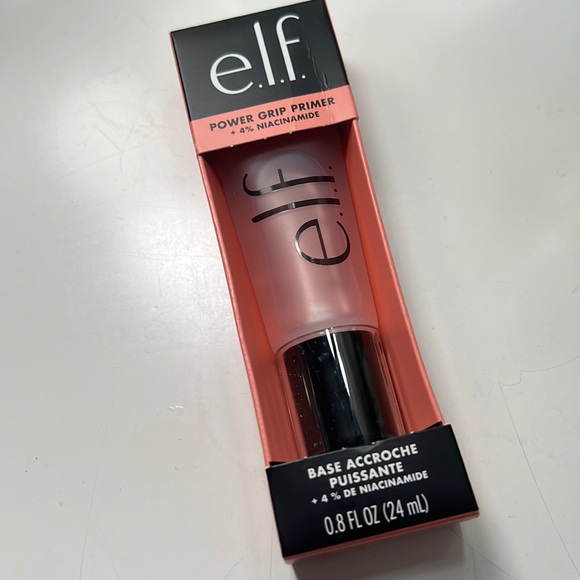 e.l.f.
POWER GRIP PRIMER
+ 4% NIACINAMIDE
e.l.f.
BASE ACCROCHE
PUISSANTE
+ 4 % DE NIACINAMIDE
0.8 FL OZ (24 mL)